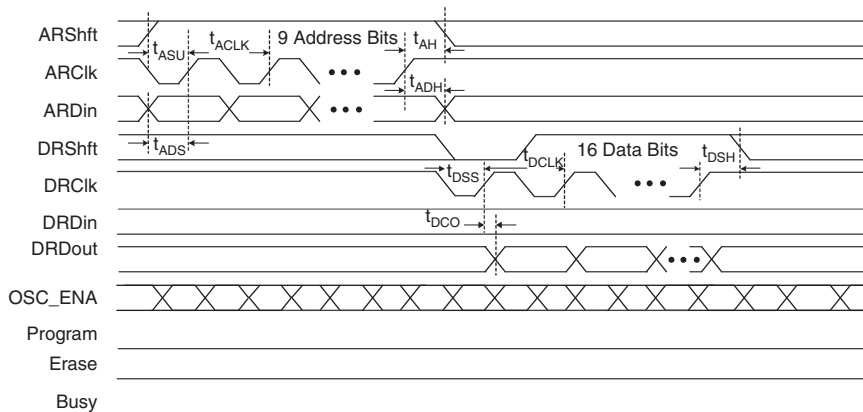 ARShft
tASU tACLK 9 Address Bits tAH
ARClk
tADH
ARDin
tADS
DRShft
16 Data Bits
tDSS tDCLK tDSH
DRClk
DRDin
tDCO
DRDout
OSC_ENA
Program
Erase
Busy